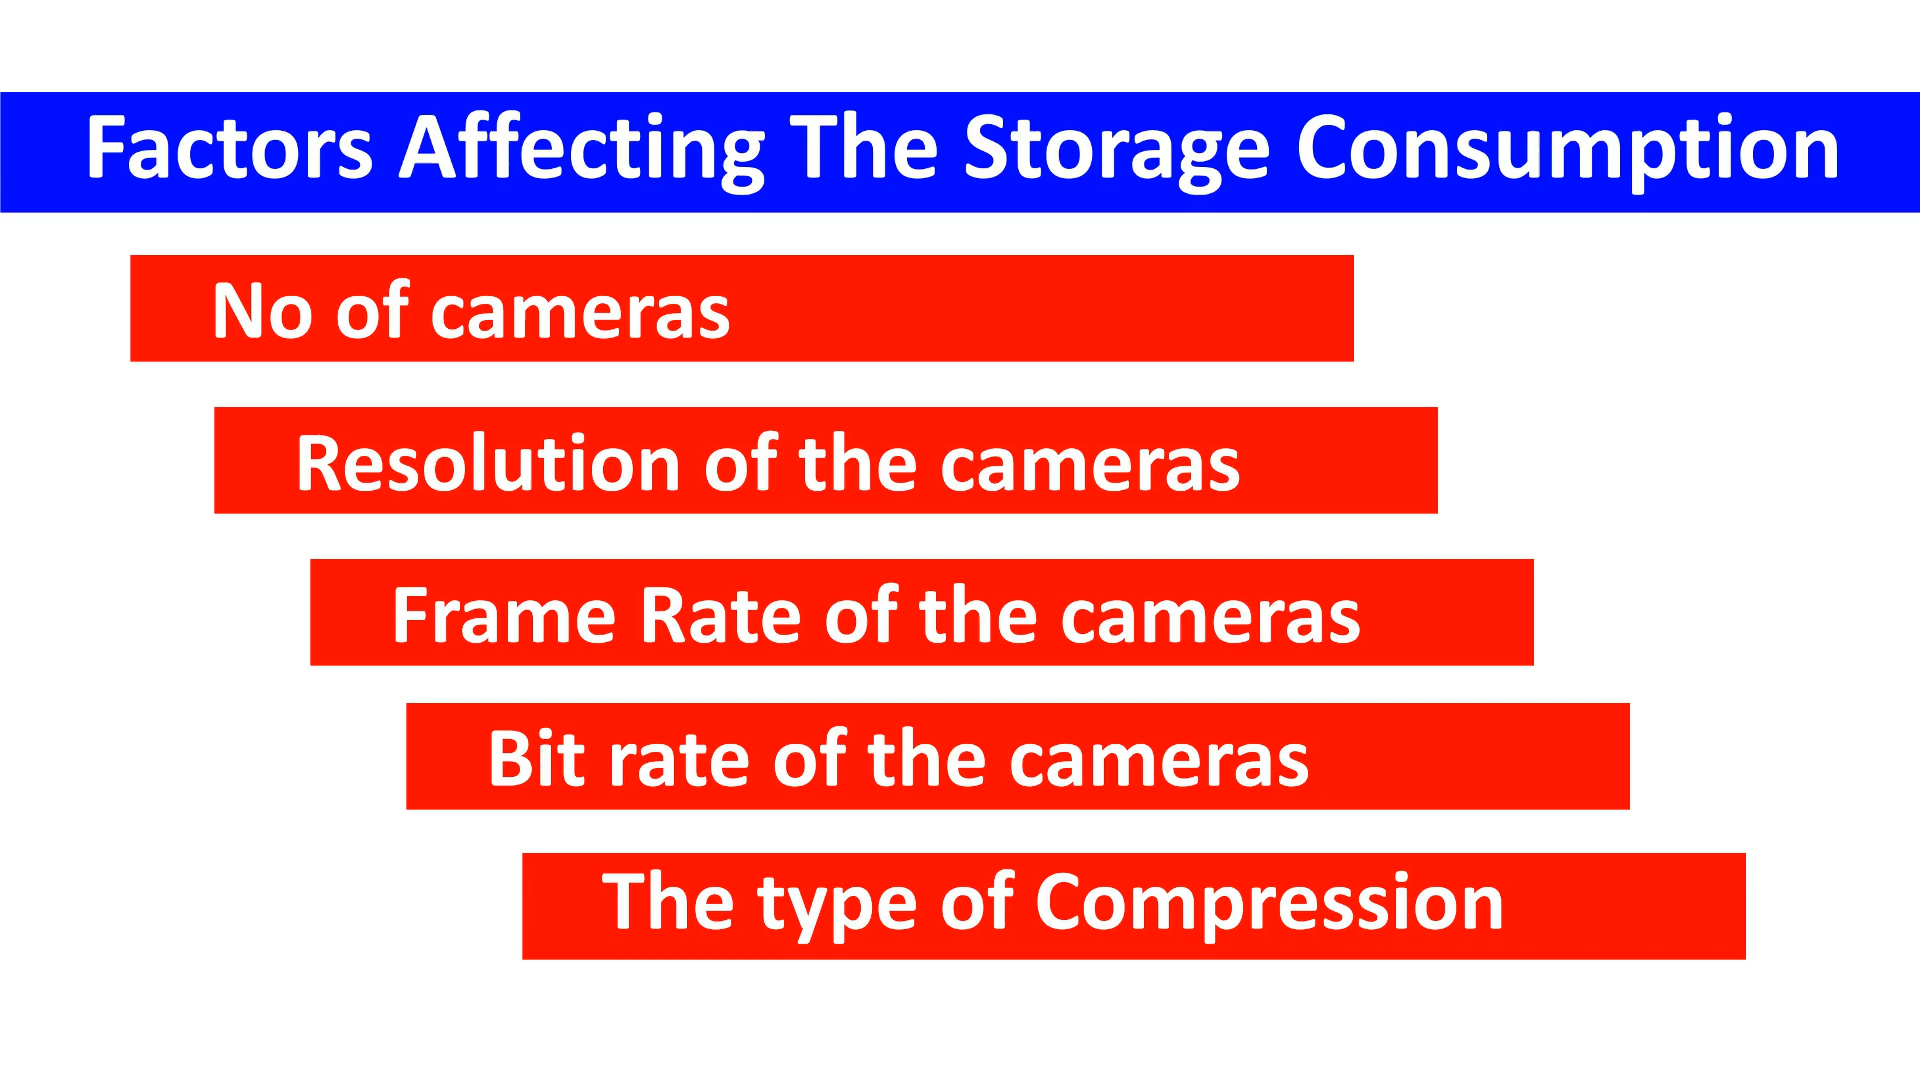 Factors Affecting The Storage Consumption
No of cameras
Resolution of the cameras
Frame Rate of the cameras
Bit rate of the cameras
The type of Compression